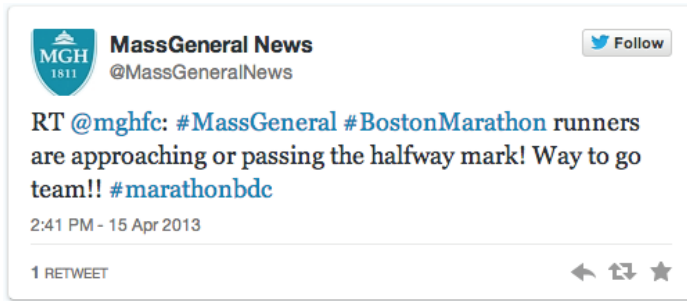 MGH
1811
MassGeneral News
@MassGeneralNews
Follow
RT @mghfc: #MassGeneral #BostonMarathon runners
are approaching or passing the halfway mark! Way to go
team!! #marathonbdc
2:41 PM - 15 Apr 2013
1 RETWEET